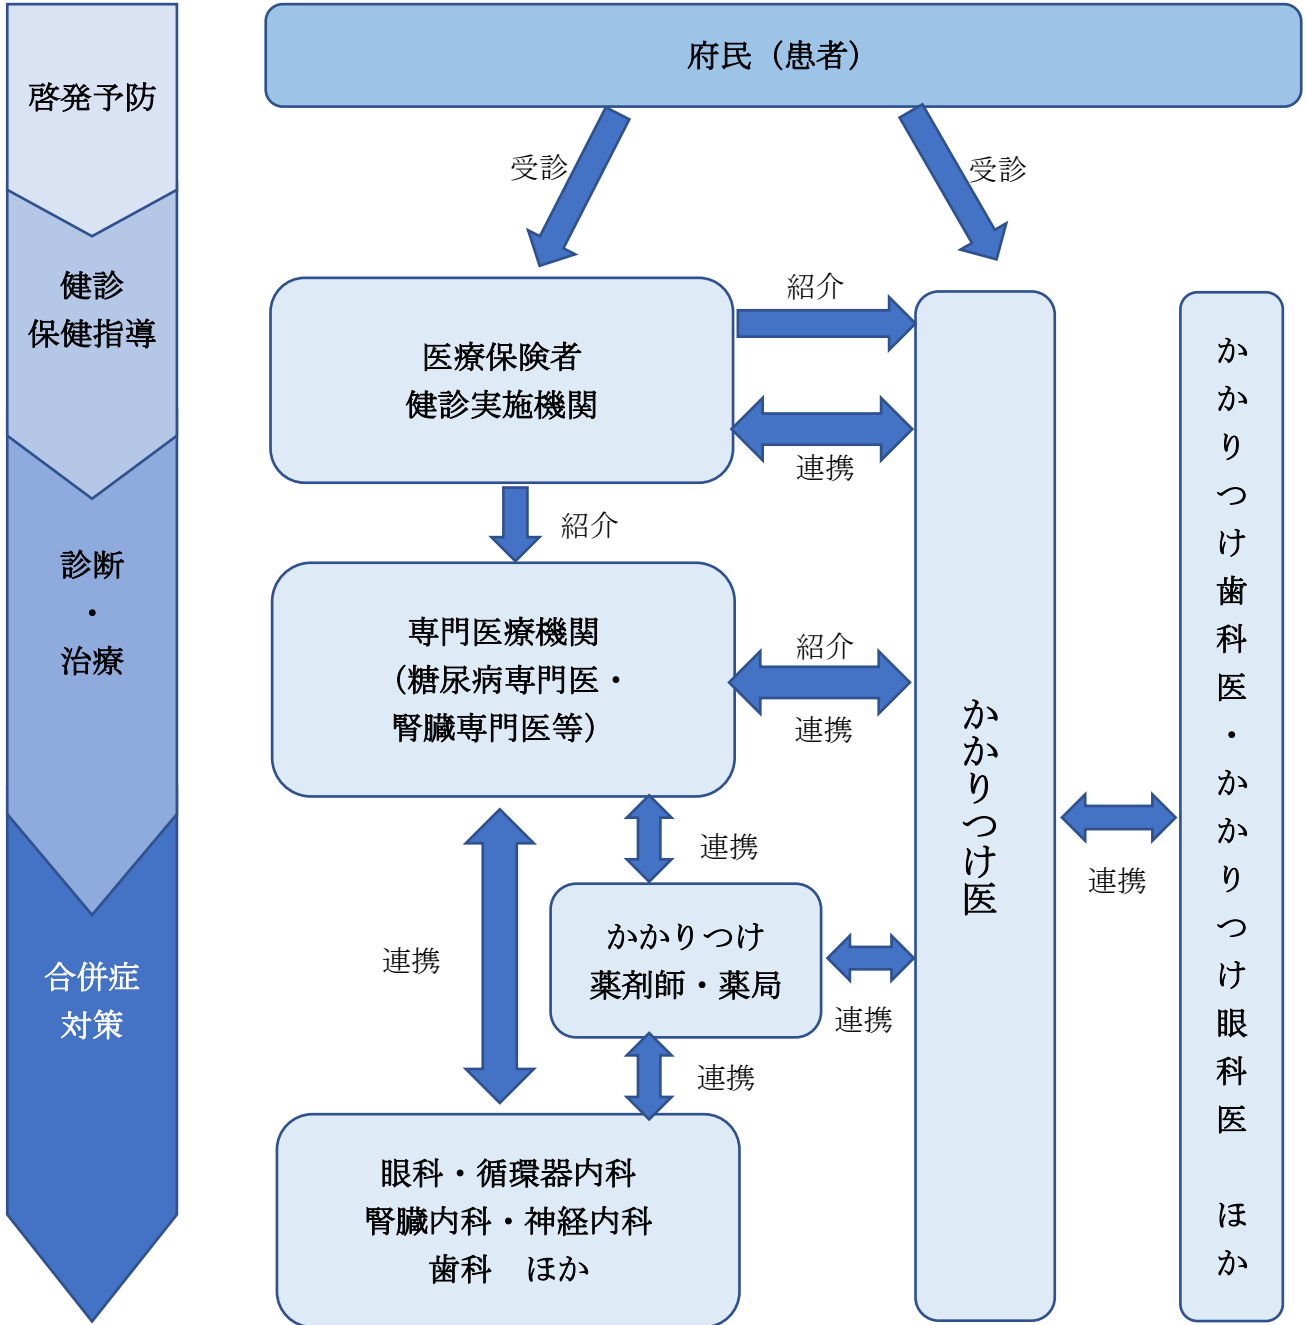 啓発予防
健診
保健指導
診断
・
治療
合併症
対策
府民（患者）
受診
受診
医療保険者
健診実施機関
紹介
連携
紹介
専門医療機関
（糖尿病専門医・
腎臓専門医等）
紹介
連携
連携
連携
かかりつけ
薬剤師・薬局
連携
連携
眼科・循環器内科
腎臓内科・神経内科
歯科　ほか
かかりつけ医
連携
かかりつけ歯科医・かかりつけ眼科医　ほか